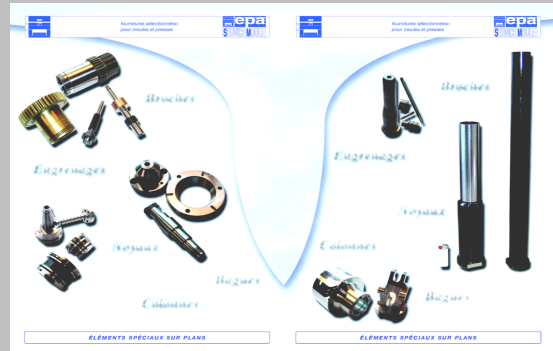 fournitures sélectionnées:
pour moules et presses
epa
SERVICE MOULE
Broches
Engrenages
Noyaux
Bagues
Colonnes
ÉLÉMENTS SPÉCIAUX SUR PLANS
fournitures sélectionnées:
pour moules et presses
epa
SERVICE MOULE
Broches
Engrenages
Noyaux
Colonnes
Bagues
ÉLÉMENTS SPÉCIAUX SUR PLANS